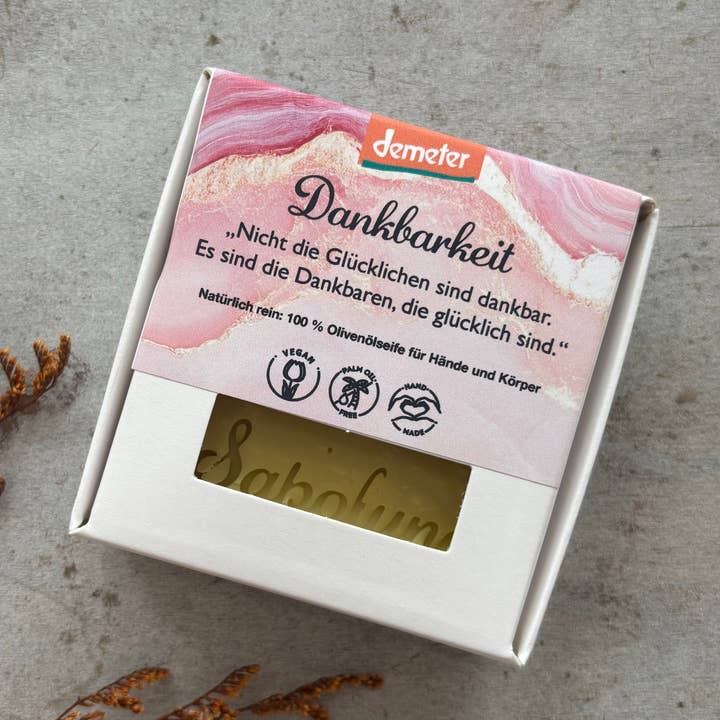 demeter
Dankbarkeit
„Nicht die Glücklichen sind dankbar.
Es sind die Dankbaren, die glücklich sind.“
Natürlich rein: 100 % Olivenölseife für Hände und Körper
VEGAN
PALM OIL
FREE
HAND
MADE